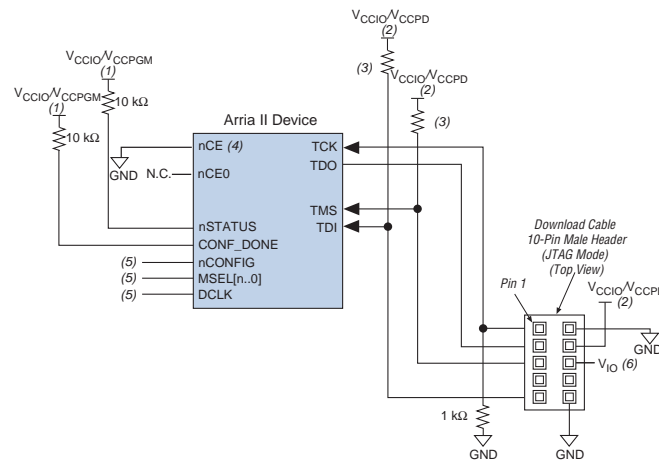 VCCIO/VCCPD
(2)
(3)
VCCIO/VCCPGM
(1)
VCCIO/VCCPD
(2)
(3)
VCCIO/VCCPGM
(1)
10 kΩ
10 kΩ
Arria II Device
nCE (4)
TCK
GND
TDO
N.C.
nCE0
TMS
nSTATUS
TDI
CONF_DONE
(5)
nCONFIG
(5)
MSEL[n..0]
(5)
DCLK
Download Cable
10-Pin Male Header
(JTAG Mode)
(Top View)
Pin 1
VCCIO/VCCPD
(2)
GND
VIO (6)
1 kΩ
GND
GND